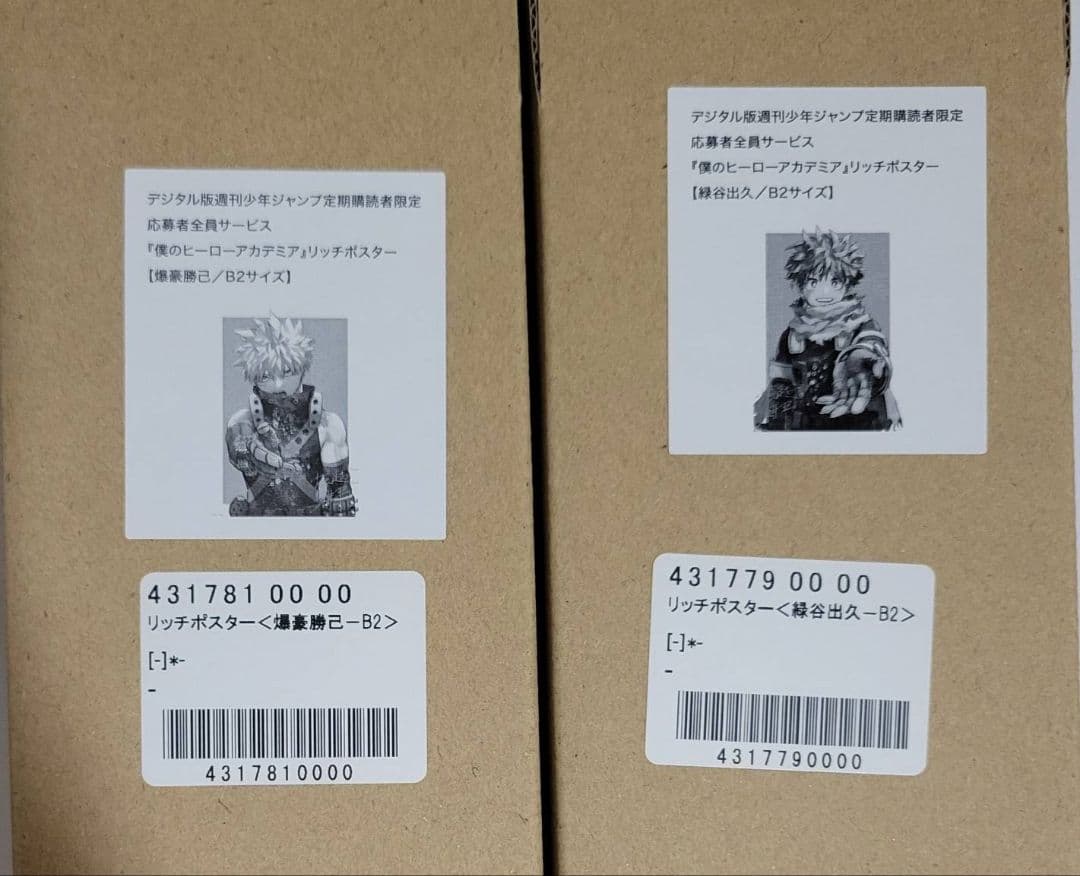 デジタル版週刊少年ジャンプ定期購読者限定
応募者全員サービス
『僕のヒーローアカデミア』リッチポスター
【爆豪勝己／B2サイズ】
431781 00 00
リッチポスター＜爆豪勝己－B2＞
[-]*-
-
4317810000
デジタル版週刊少年ジャンプ定期購読者限定
応募者全員サービス
『僕のヒーローアカデミア』リッチポスター
【緑谷出久／B2サイズ】
431779 00 00
リッチポスター＜緑谷出久－B2＞
[-]*-
-
4317790000